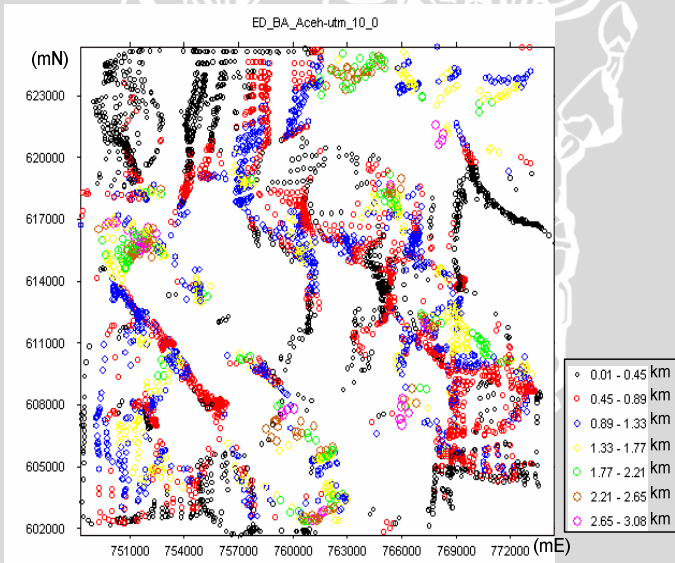 ED_BA_Aceh-utm_10_0
(mN)
623000
620000
617000
614000
611000
608000
605000
602000
751000 754000 757000 760000 763000 766000 769000 772000 (mE)
0.01 - 0.45 km
0.45 - 0.89 km
0.89 - 1.33 km
1.33 - 1.77 km
1.77 - 2.21 km
2.21 - 2.65 km
2.65 - 3.08 km